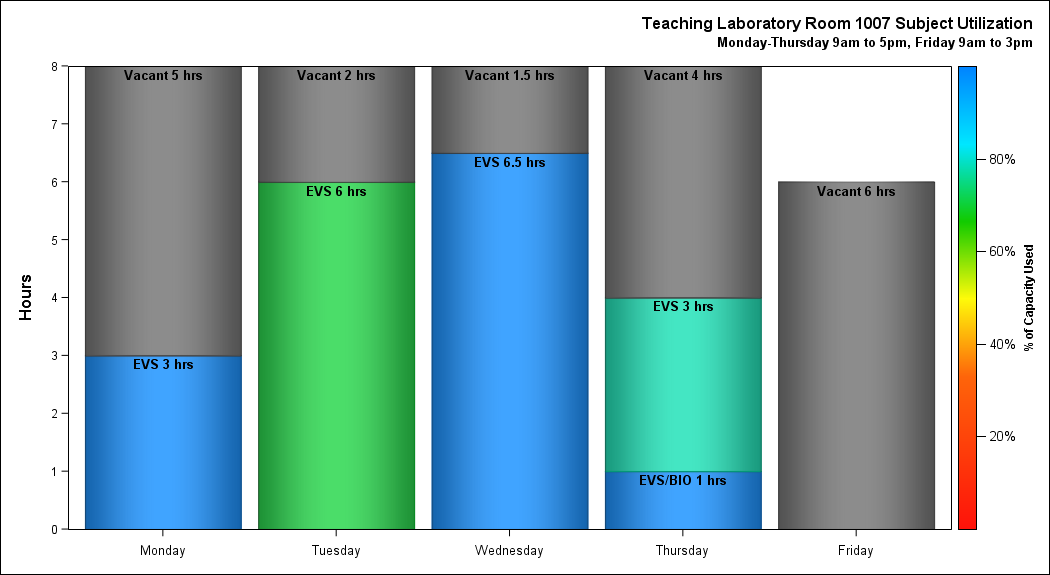 Teaching Laboratory Room 1007 Subject Utilization
Monday-Thursday 9am to 5pm, Friday 9am to 3pm
Hours
8
7
6
5
4
3
2
1
0
Vacant 5 hrs
EVS 3 hrs
Vacant 2 hrs
EVS 6 hrs
Vacant 1.5 hrs
EVS 6.5 hrs
Vacant 4 hrs
EVS 3 hrs
EVS/BIO 1 hrs
Vacant 6 hrs
Monday
Tuesday
Wednesday
Thursday
Friday
80%
60%
40%
20%
% of Capacity Used